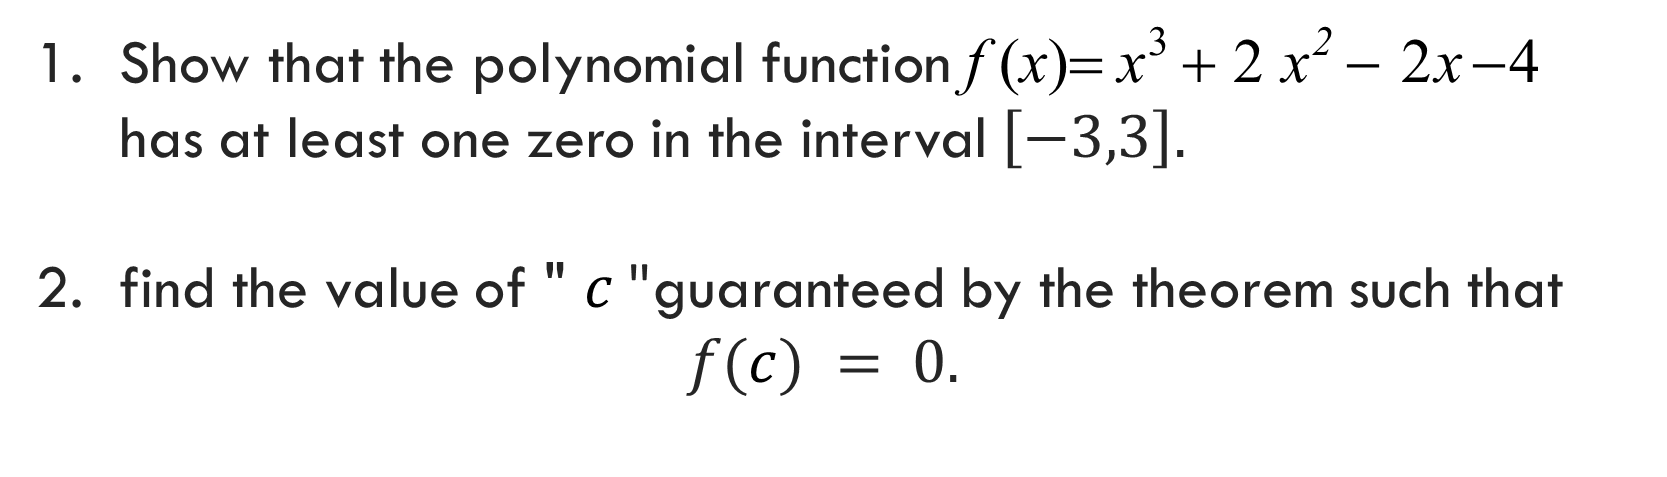 1. Show that the polynomial function f(x)= x³ + 2 x² – 2x–4
has at least one zero in the interval [−3,3].
2. find the value of " c "guaranteed by the theorem such that
f(c) = 0.